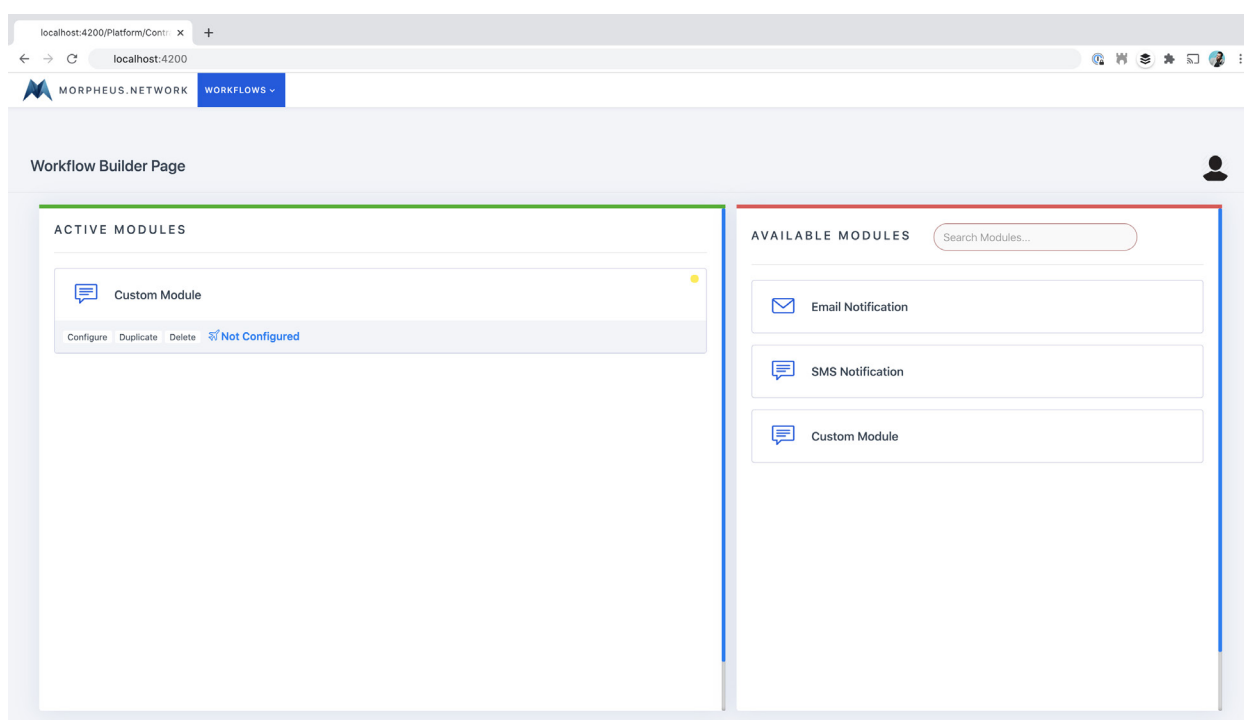 localhost:4200/Platform/Contr
localhost:4200
MORPHEUS.NETWORK WORKFLOWS
Workflow Builder Page
ACTIVE MODULES
Custom Module
Configure Duplicate Delete Not Configured
AVAILABLE MODULES Search Modules...
Email Notification
SMS Notification
Custom Module